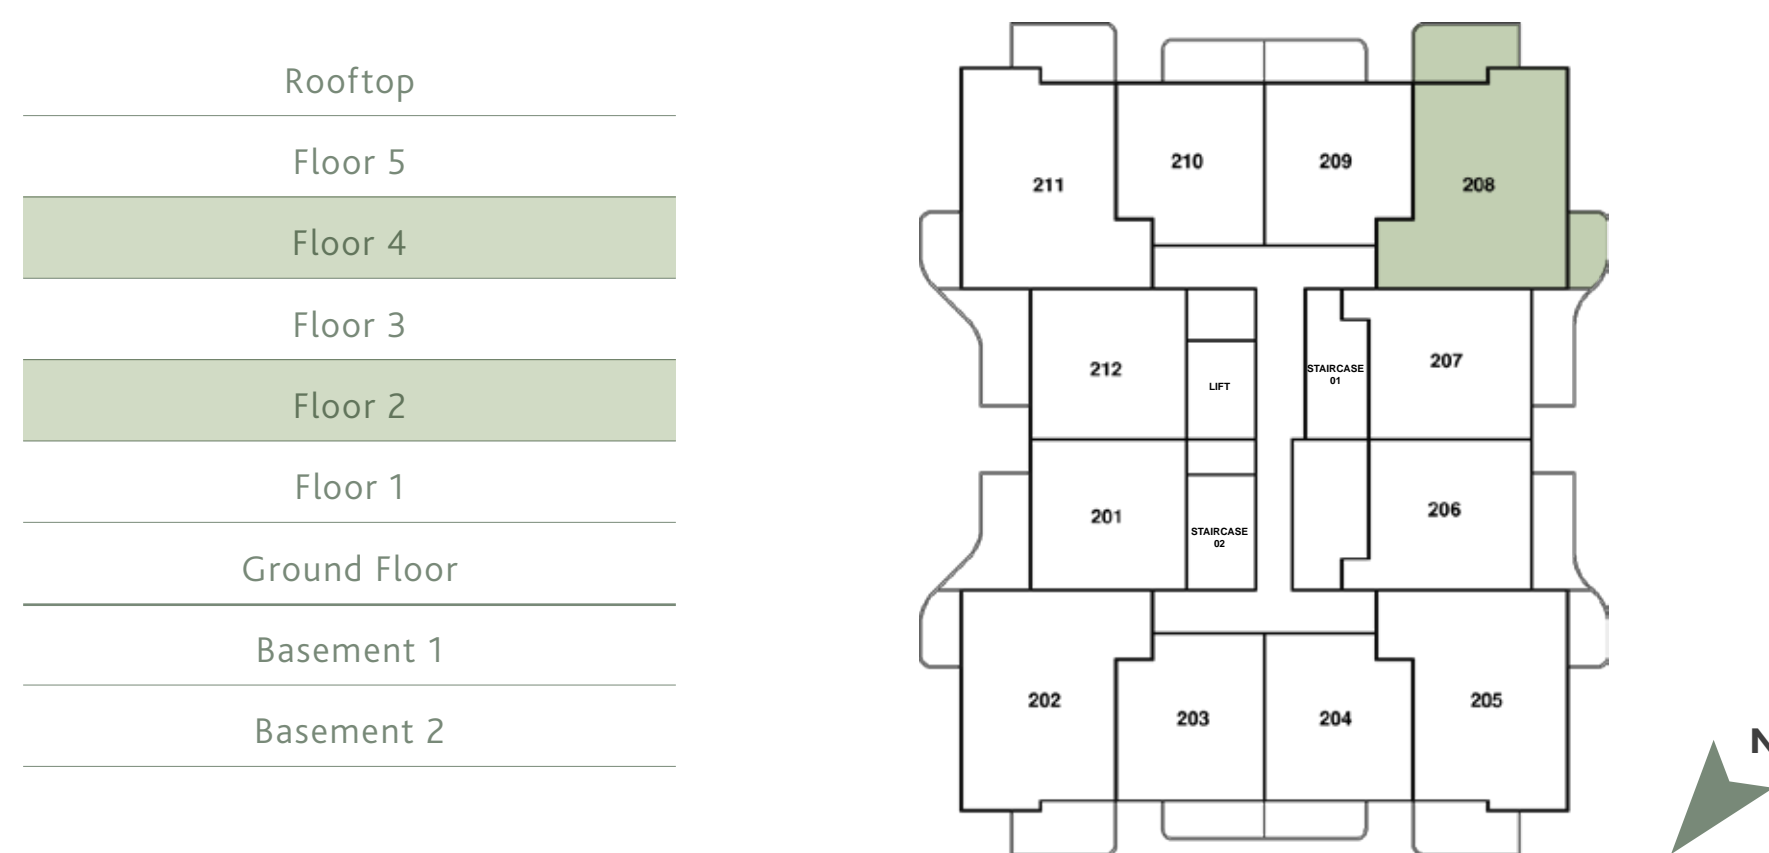 Rooftop
Floor 5
Floor 4
Floor 3
Floor 2
Floor 1
Ground Floor
Basement 1
Basement 2
210
209
211
208
212
LIFT
STAIRCASE
01
207
201
STAIRCASE
02
206
202
203
204
205
N